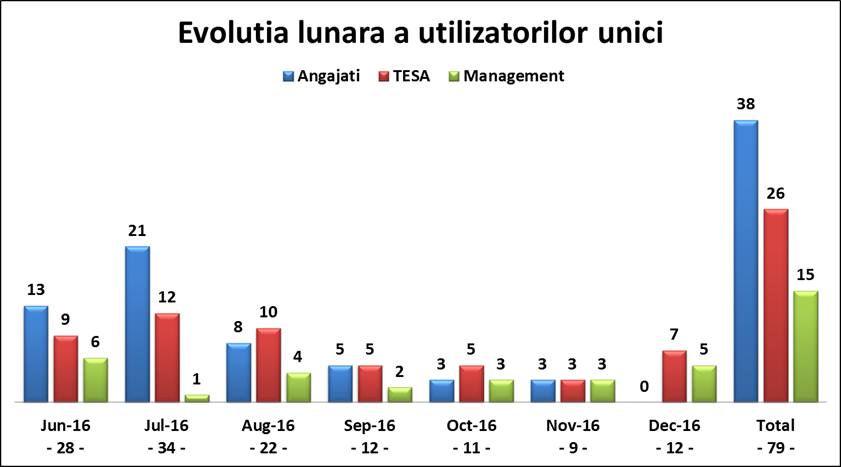 Evolutia lunara a utilizatorilor unici
Angajati TESA Management
13 9 6 21 12 1 8 10 4 5 5 2 3 5 3 3 3 3 0 7 5 38 26 15
Jun-16 Jul-16 Aug-16 Sep-16 Oct-16 Nov-16 Dec-16 Total
- 28 - - 34 - - 22 - - 12 - - 11 - - 9 - - 12 - - 79 -